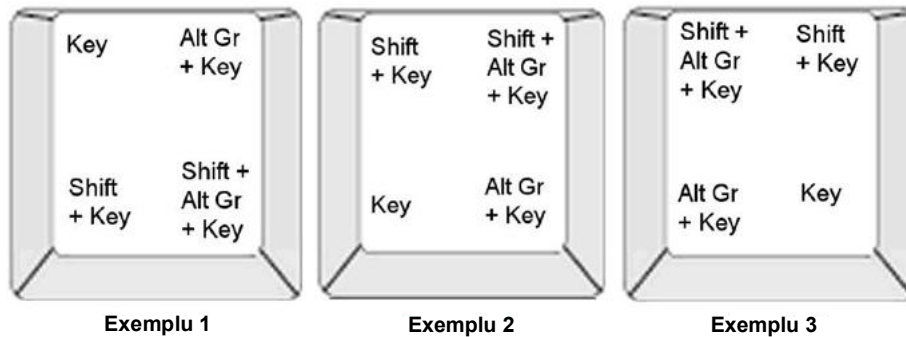 Key
Alt Gr
+ Key
Shift
+ Key
Shift +
Alt Gr
+ Key
Exemplu 1
Shift
+ Key
Shift +
Alt Gr
+ Key
Key
Alt Gr
+ Key
Exemplu 2
Shift +
Alt Gr
+ Key
Shift
+ Key
Alt Gr
+ Key
Key
Exemplu 3